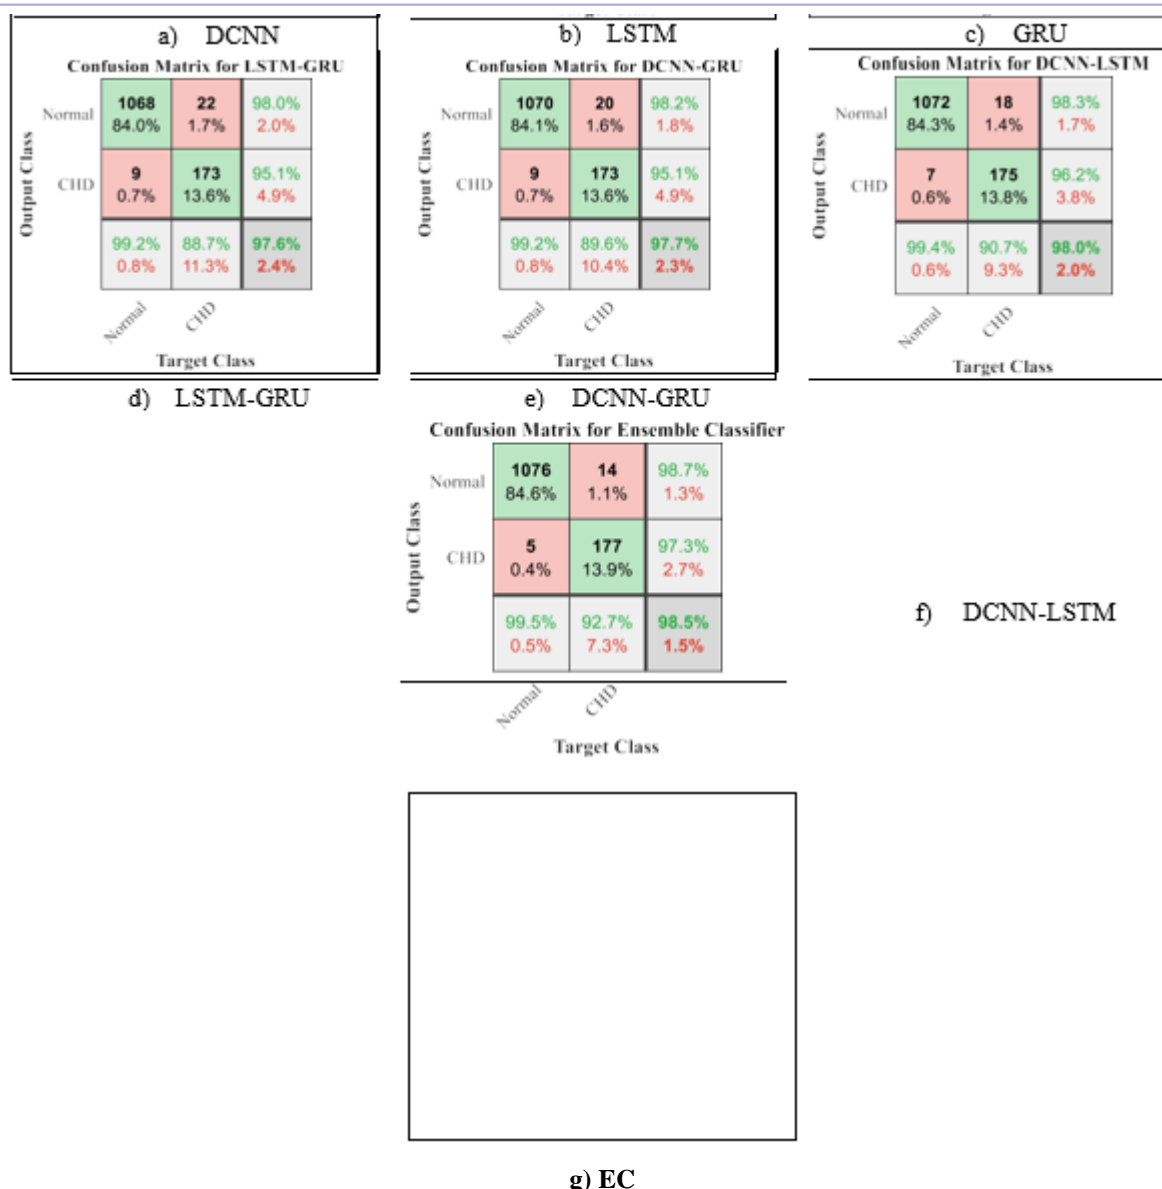 a) DCNN
b) LSTM
c) GRU
Confusion Matrix for LSTM-GRU
Output Class
Normal
1068
84.0%
22
1.7%
98.0%
2.0%
CHD
9
0.7%
173
13.6%
95.1%
4.9%
99.2%
0.8%
88.7%
11.3%
97.6%
2.4%
Normal
CHD
Target Class
Confusion Matrix for DCNN-GRU
Output Class
Normal
1070
84.1%
20
1.6%
98.2%
1.8%
CHD
9
0.7%
173
13.6%
95.1%
4.9%
99.2%
0.8%
89.6%
10.4%
97.7%
2.3%
Normal
CHD
Target Class
Confusion Matrix for DCNN-LSTM
Output Class
Normal
1072
84.3%
18
1.4%
98.3%
1.7%
CHD
7
0.6%
175
13.8%
96.2%
3.8%
99.4%
0.6%
90.7%
9.3%
98.0%
2.0%
Normal
CHD
Target Class
d) LSTM-GRU
e) DCNN-GRU
Confusion Matrix for Ensemble Classifier
Output Class
Normal
1076
84.6%
14
1.1%
98.7%
1.3%
CHD
5
0.4%
177
13.9%
97.3%
2.7%
99.5%
0.5%
92.7%
7.3%
98.5%
1.5%
Normal
CHD
Target Class
f) DCNN-LSTM
g) EC